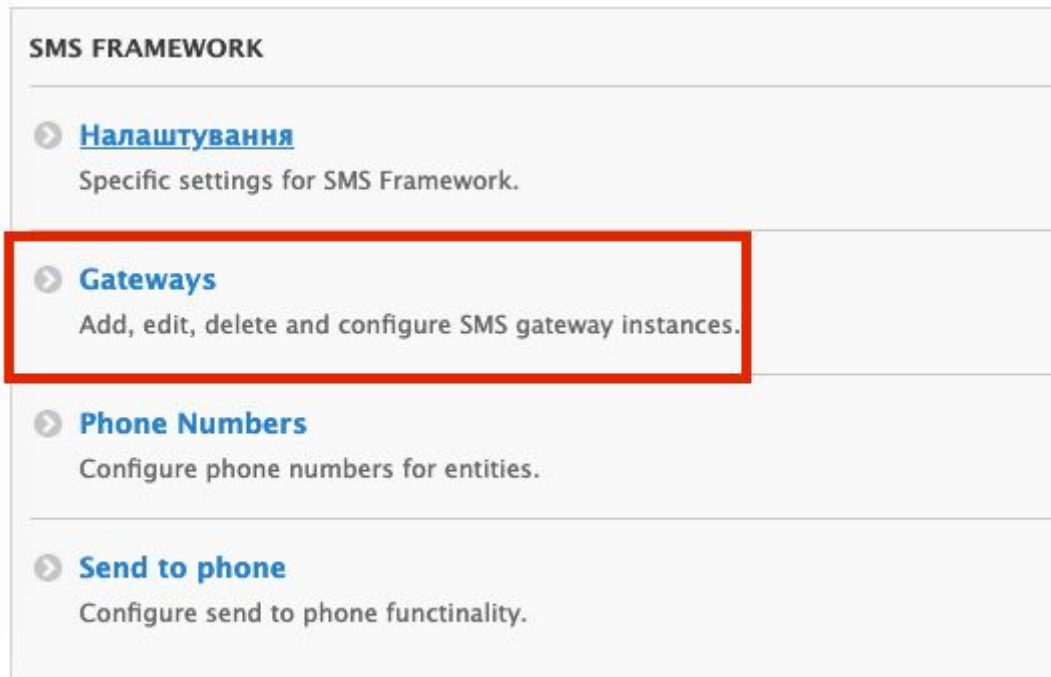 SMS FRAMEWORK
Налаштування
Specific settings for SMS Framework.
Gateways
Add, edit, delete and configure SMS gateway instances.
Phone Numbers
Configure phone numbers for entities.
Send to phone
Configure send to phone functinality.